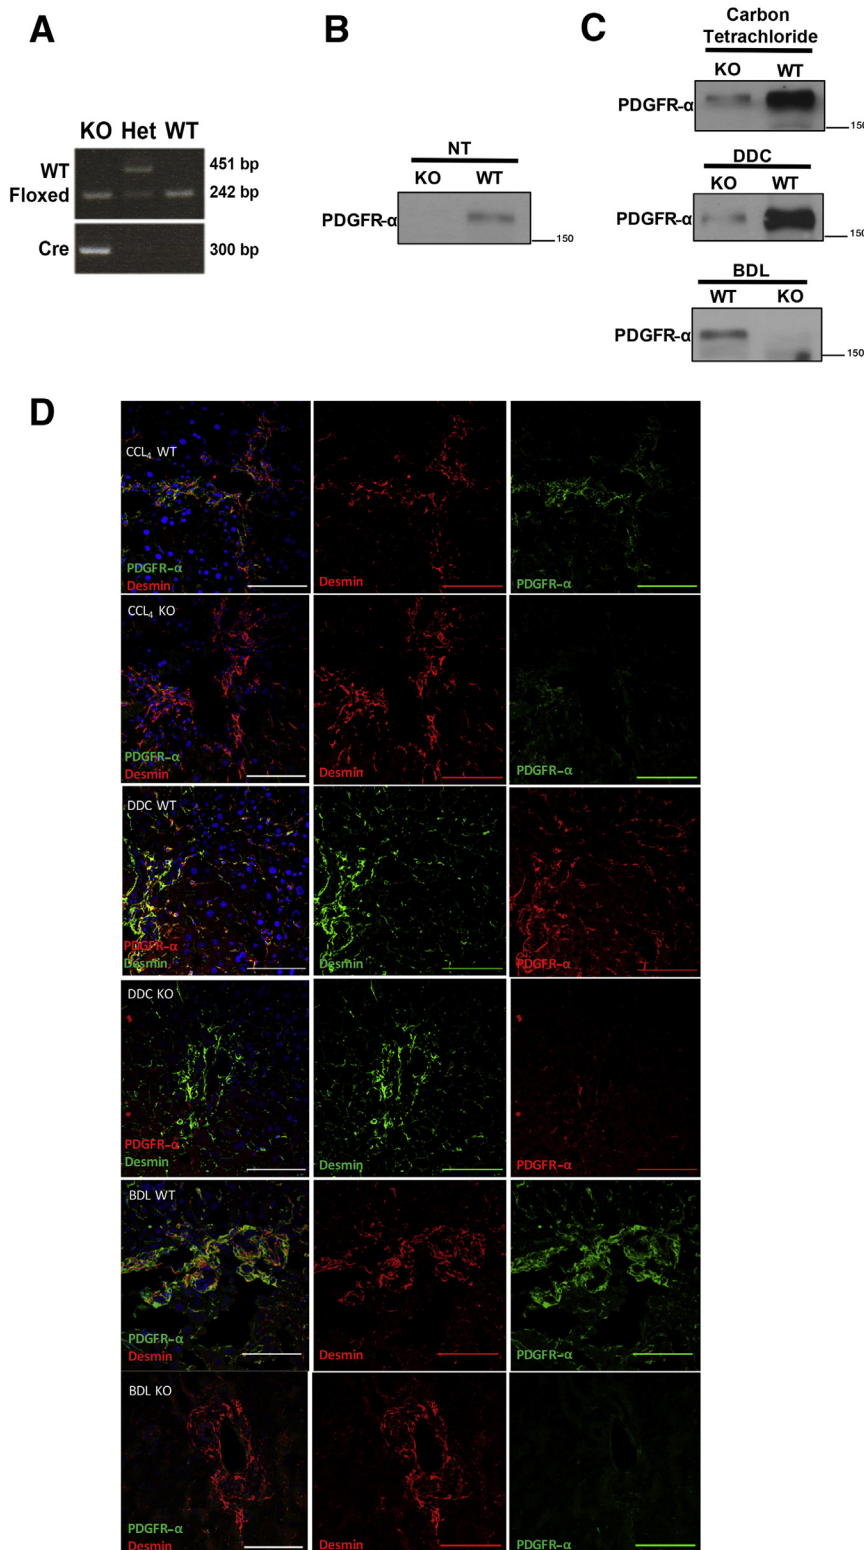 A
KO Het WT
WT 451 bp
Floxed 242 bp
Cre 300 bp
B
NT
KO WT
PDGFR-α
150
C
Carbon
Tetrachloride
KO WT
PDGFR-α
150
DDC
KO WT
PDGFR-α
150
BDL
WT KO
PDGFR-α
150
D
CCL₄ WT
PDGFR-α
Desmin
Desmin
PDGFR-α
CCL₄ KO
PDGFR-α
Desmin
Desmin
PDGFR-α
DDC WT
PDGFR-α
Desmin
Desmin
PDGFR-α
DDC KO
PDGFR-α
Desmin
Desmin
PDGFR-α
BDL WT
PDGFR-α
Desmin
Desmin
PDGFR-α
BDL KO
PDGFR-α
Desmin
Desmin
PDGFR-α